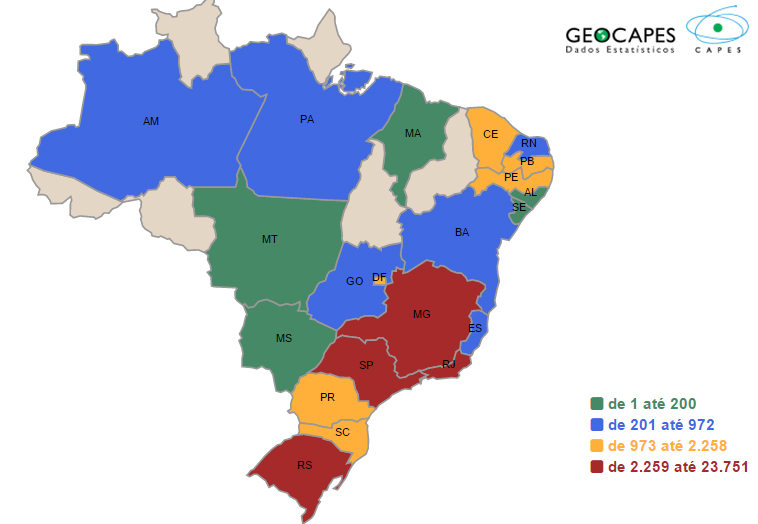 GEOCAPES
Dados Estatísticos
CAPES
AM
PA
MA
CE
RN
PB
PE
AL
SE
MT
BA
GO
DF
MG
ES
MS
SP
RJ
PR
SC
RS
de 1 até 200
de 201 até 972
de 973 até 2.258
de 2.259 até 23.751